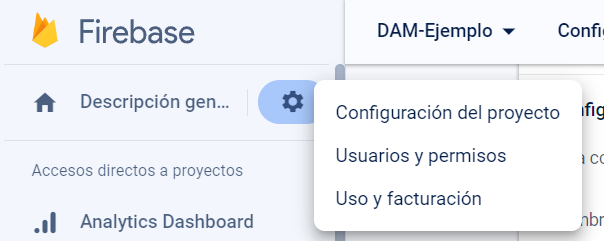 Firebase
DAM-Ejemplo
Descripción gen...
Configuración del proyecto
Usuarios y permisos
Uso y facturación
Accesos directos a proyectos
Analytics Dashboard